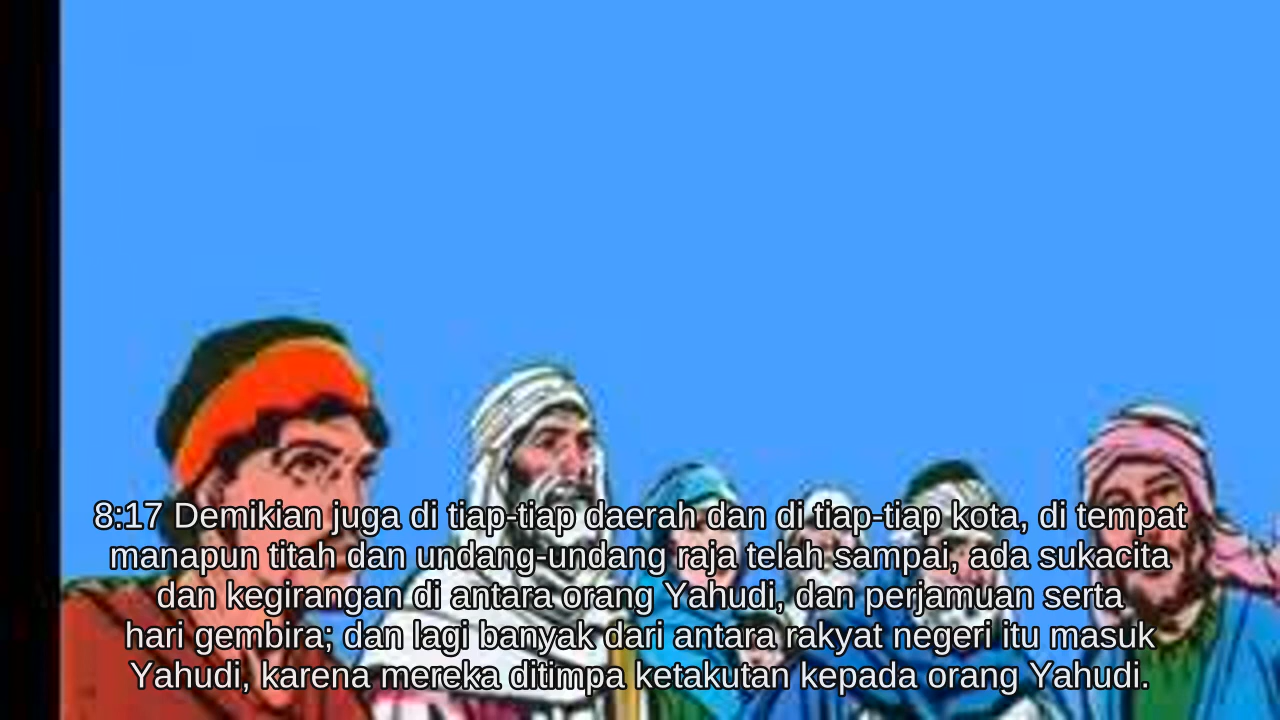 8:17 Demikian juga di tiap-tiap daerah dan di tiap-tiap kota, di tempat
manapun titah dan undang-undang raja telah sampai, ada sukacita
dan kegirangan di antara orang Yahudi, dan perjamuan serta
hari gembira; dan lagi banyak dari antara rakyat negeri itu masuk
Yahudi, karena mereka ditimpa ketakutan kepada orang Yahudi.